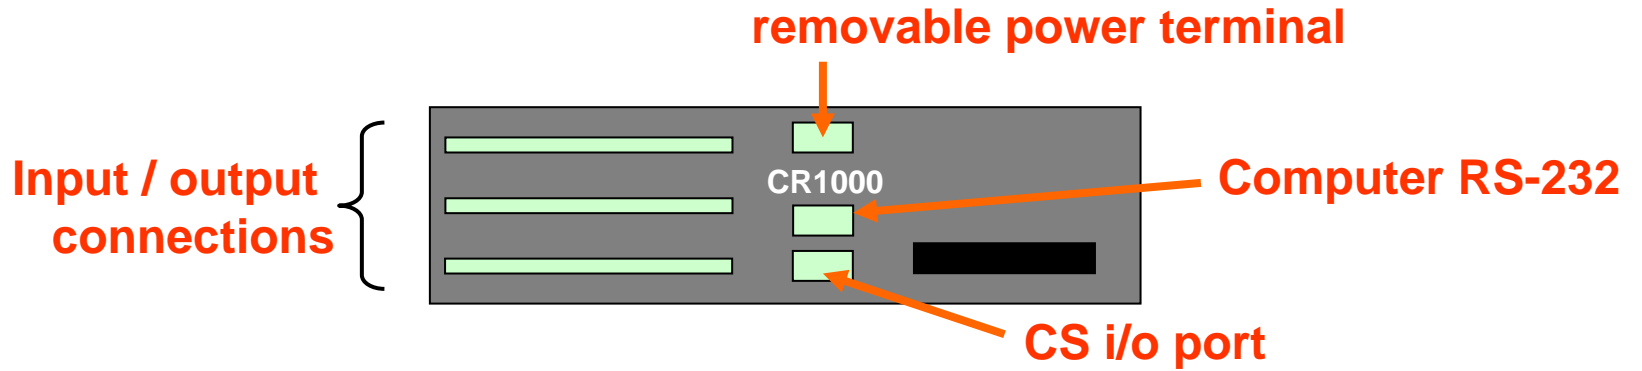 removable power terminal
Input / output
connections
CR1000
Computer RS-232
CS i/o port